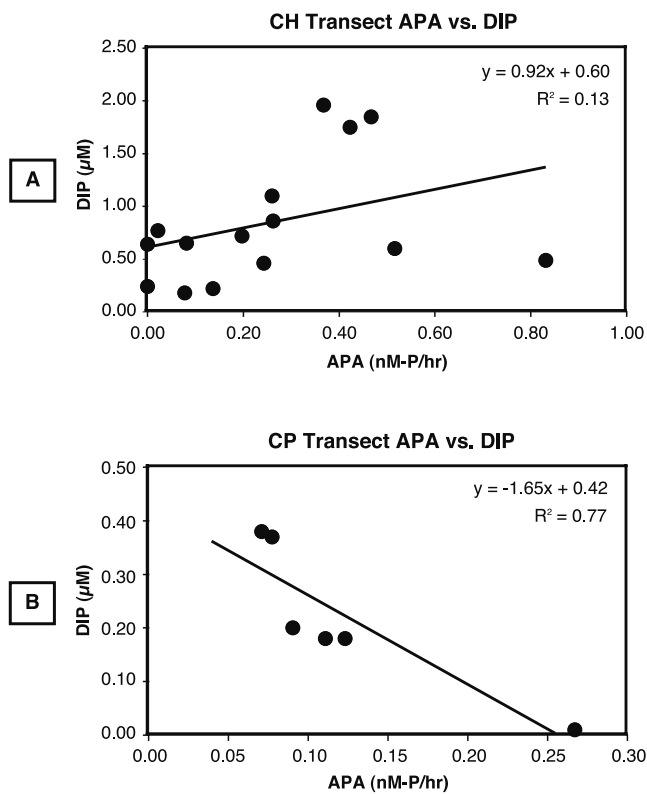 CH Transect APA vs. DIP
2.50
y = 0.92x + 0.60
2.00
R² = 0.13
1.50
A
DIP (µM)
1.00
0.50
0.00
0.00 0.20 0.40 0.60 0.80 1.00
APA (nM-P/hr)
CP Transect APA vs. DIP
0.50
y = -1.65x + 0.42
R² = 0.77
0.40
0.30
B
DIP (µM)
0.20
0.10
0.00
0.00 0.05 0.10 0.15 0.20 0.25 0.30
APA (nM-P/hr)